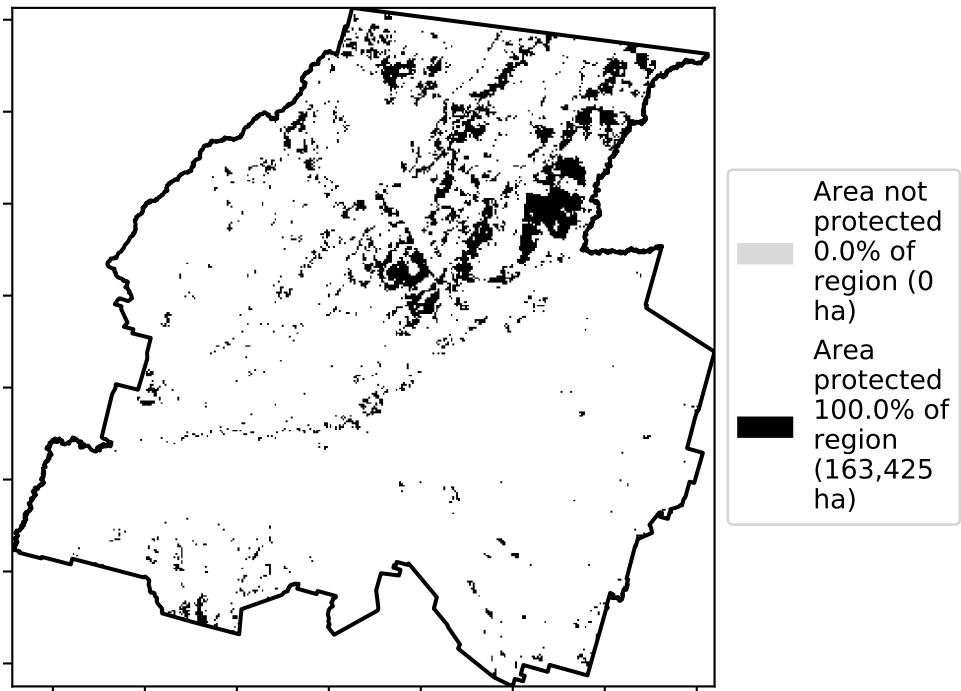 Area not
protected
0.0% of
region (0
ha)
Area
protected
100.0% of
region
(163,425
ha)